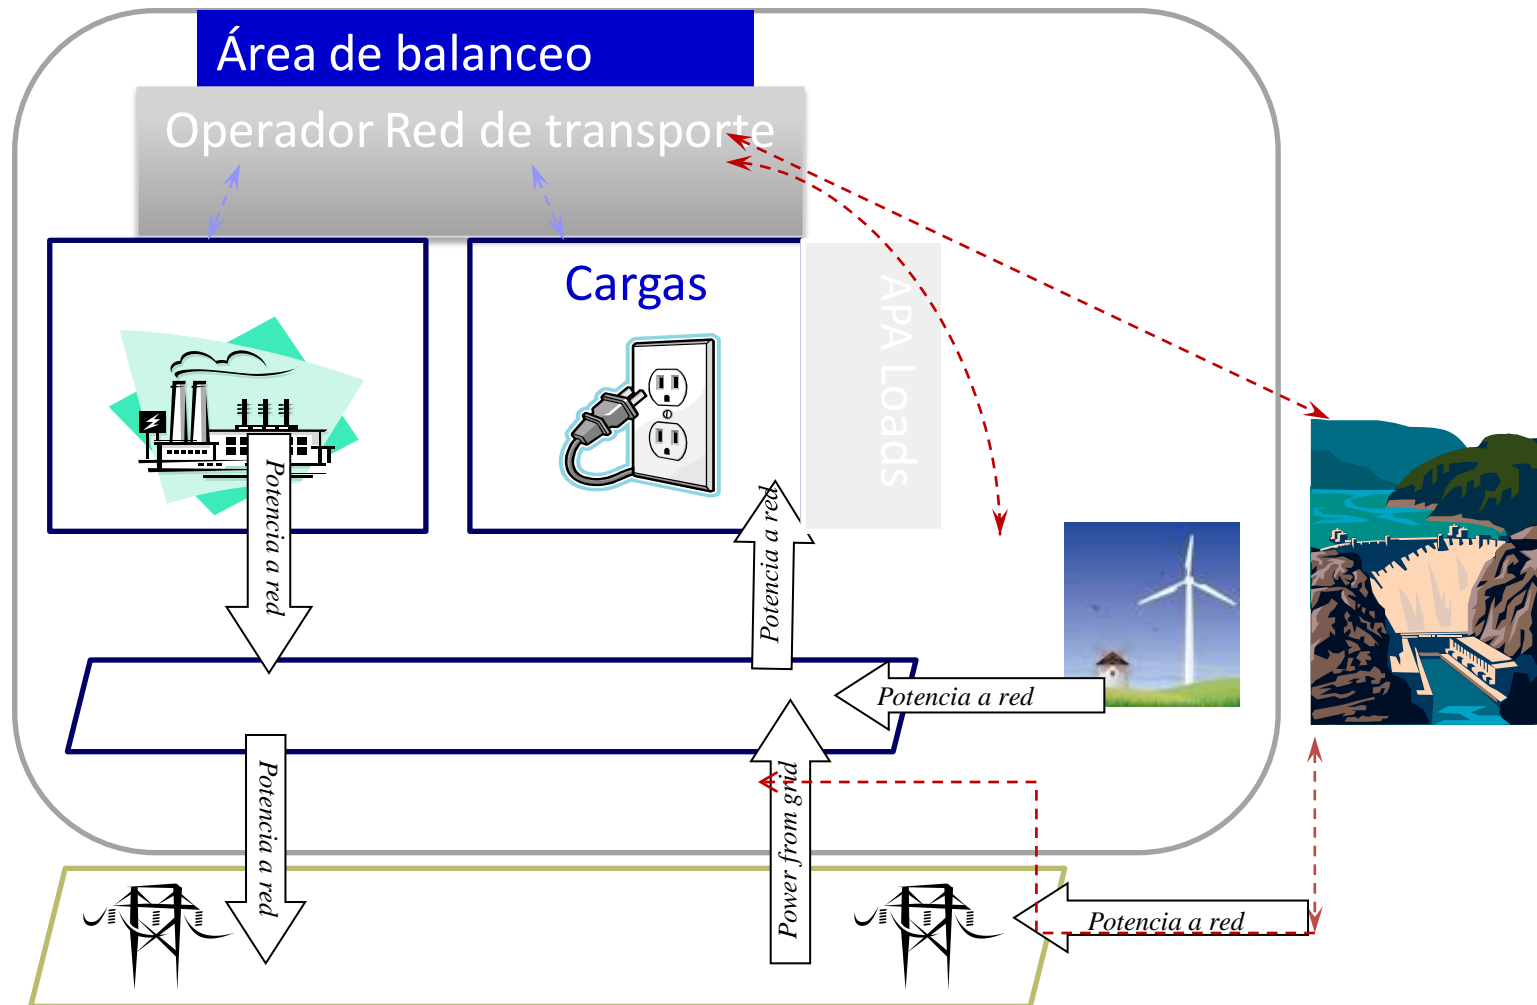 Área de balanceo
Operador Red de transporte
Cargas
APA Loads
Potencia a red
Potencia a red
Potencia a red
Potencia a red
Power from grid
Potencia a red